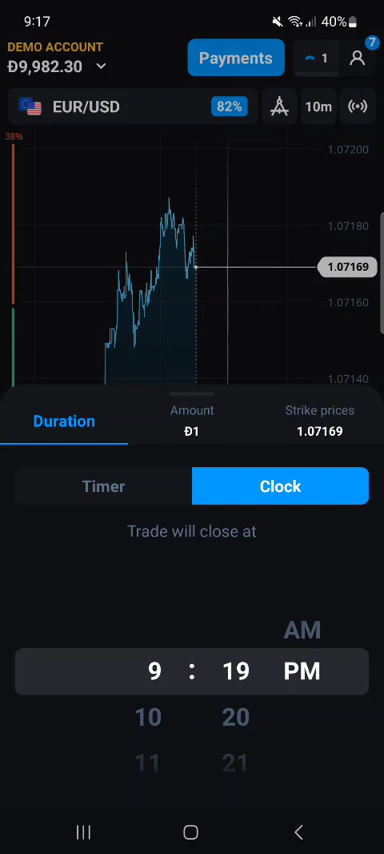 9:17
40%
DEMO ACCOUNT
Đ9,982.30
Payments
1
7
EUR/USD
82%
10m
38%
1.07200
1.07180
1.07169
1.07160
1.07140
Duration
Amount
Đ1
Strike prices
1.07169
Timer
Clock
Trade will close at
AM
9 : 19 PM
10 20
11 21